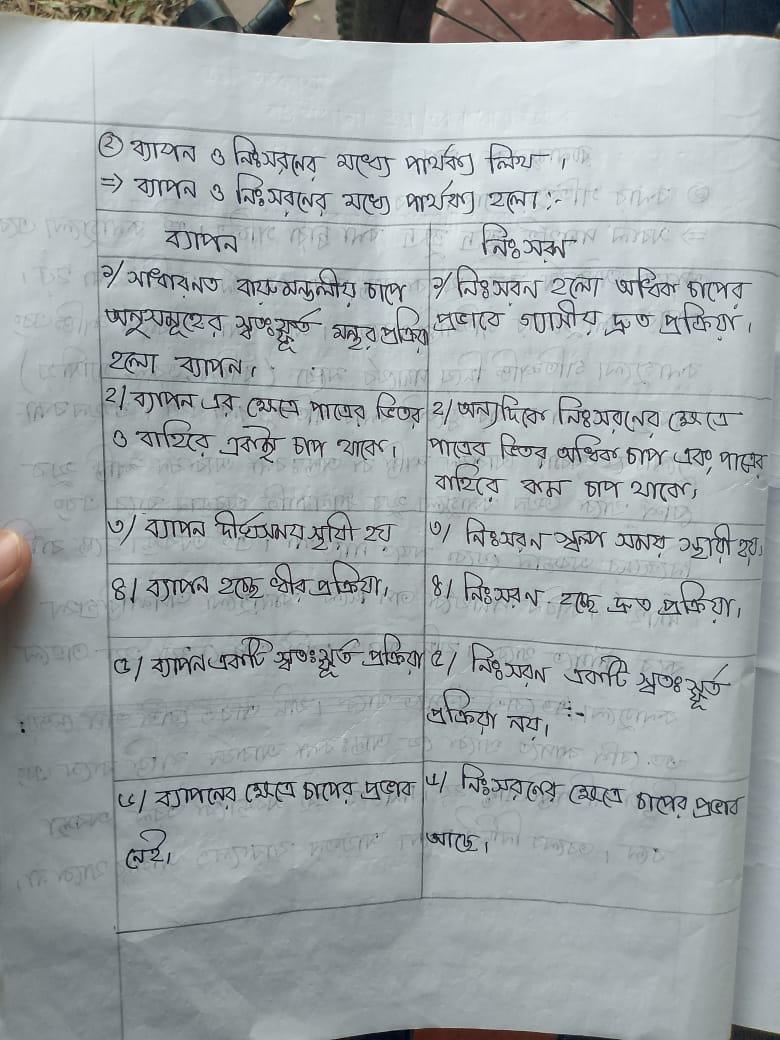 ② ব্যাপন ও নিঃসরনের মধ্যে পার্থক্য লিখ ।
⇒ ব্যাপন ও নিঃসরনের মধ্যে পার্থক্য হলো :-
ব্যাপন
নিঃসরন
১/ সাধারনত বায়ুমন্ডলীয় চাপে
অনুসমূহের স্বতঃস্ফূর্ত মন্থর প্রক্রিয়া
হলো ব্যাপন।
১/ নিঃসরন হলো অধিক চাপের
প্রভাবে গ্যাসীয় দ্রুত প্রক্রিয়া।
২/ ব্যাপন এর ক্ষেত্রে পাত্রের ভিতর
ও বাহিরে একই চাপ থাকে।
২/ অন্যদিকে নিঃসরনের ক্ষেত্রে
পাত্রের ভিতর অধিক চাপ এবং পাত্রের
বাহিরে কম চাপ থাকে।
৩/ ব্যাপন দীর্ঘসময় স্থায়ী হয়
৩/ নিঃসরন স্বল্প সময় স্থায়ী হয়।
৪/ ব্যাপন হচ্ছে ধীর প্রক্রিয়া।
৪/ নিঃসরন হচ্ছে দ্রুত প্রক্রিয়া।
৫/ ব্যাপন একটি স্বতঃস্ফূর্ত প্রক্রিয়া
৫/ নিঃসরন একটি স্বতঃস্ফূর্ত
প্রক্রিয়া নয়।
৬/ ব্যাপনের ক্ষেত্রে চাপের প্রভাব
নেই।
৬/ নিঃসরনের ক্ষেত্রে চাপের প্রভাব
আছে।